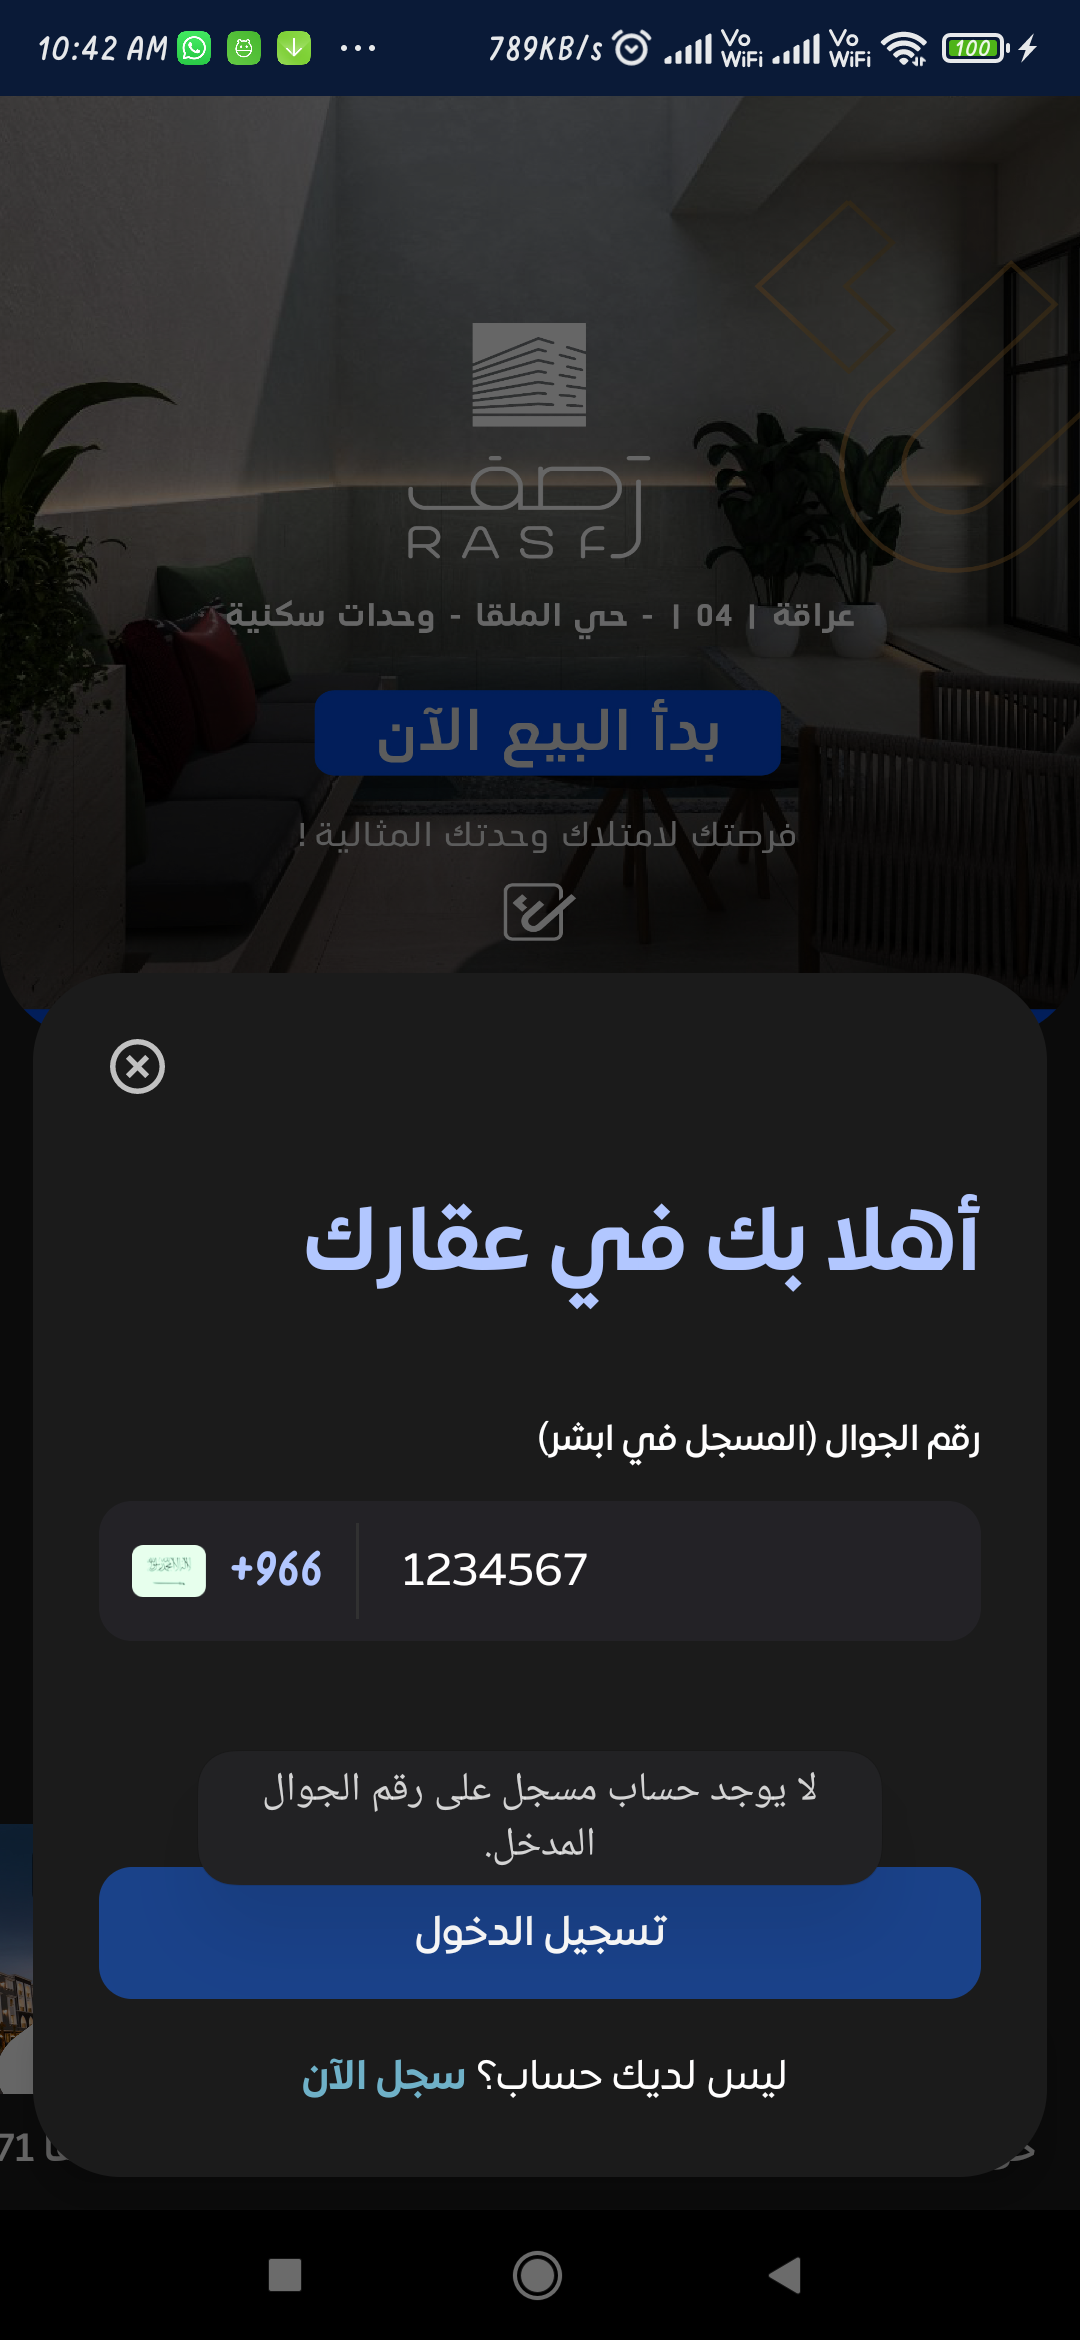 10:42 AM ... 789KB/s Vo WiFi Vo WiFi 100
رَصف
RASF
عراقة | 04 | - حي الملقا - وحدات سكنية
بدأ البيع الآن
فرصتك لامتلاك وحدتك المثالية !
أهلا بك في عقارك
رقم الجوال (المسجل في ابشر)
+966 1234567
لا يوجد حساب مسجل على رقم الجوال
المدخل.
تسجيل الدخول
ليس لديك حساب؟ سجل الآن
71